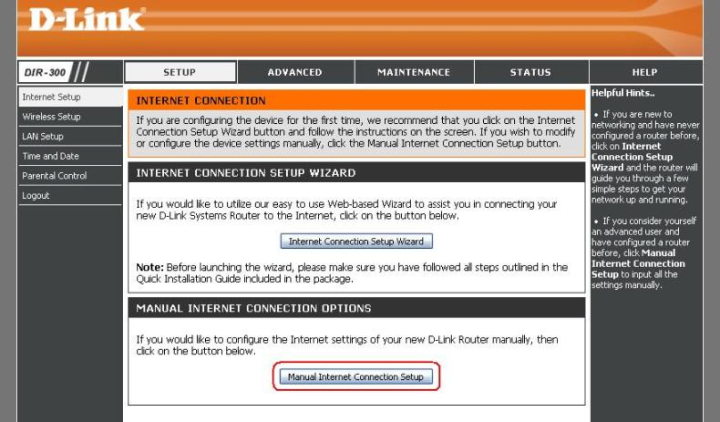 D-Link
DIR-300
SETUP
ADVANCED
MAINTENANCE
STATUS
HELP
Internet Setup
Wireless Setup
LAN Setup
Time and Date
Parental Control
Logout
INTERNET CONNECTION
If you are configuring the device for the first time, we recommend that you click on the Internet
Connection Setup Wizard button and follow the instructions on the screen. If you wish to modify
or configure the device settings manually, click the Manual Internet Connection Setup button.
INTERNET CONNECTION SETUP WIZARD
If you would like to utilize our easy to use Web-based Wizard to assist you in connecting your
new D-Link Systems Router to the Internet, click on the button below.
Internet Connection Setup Wizard
Note: Before launching the wizard, please make sure you have followed all steps outlined in the
Quick Installation Guide included in the package.
MANUAL INTERNET CONNECTION OPTIONS
If you would like to configure the Internet settings of your new D-Link Router manually, then
click on the button below.
Manual Internet Connection Setup
Helpful Hints..
• If you are new to
networking and have never
configured a router before,
click on Internet
Connection Setup
Wizard and the router will
guide you through a few
simple steps to get your
network up and running.
• If you consider yourself
an advanced user and
have configured a router
before, click Manual
Internet Connection
Setup to input all the
settings manually.